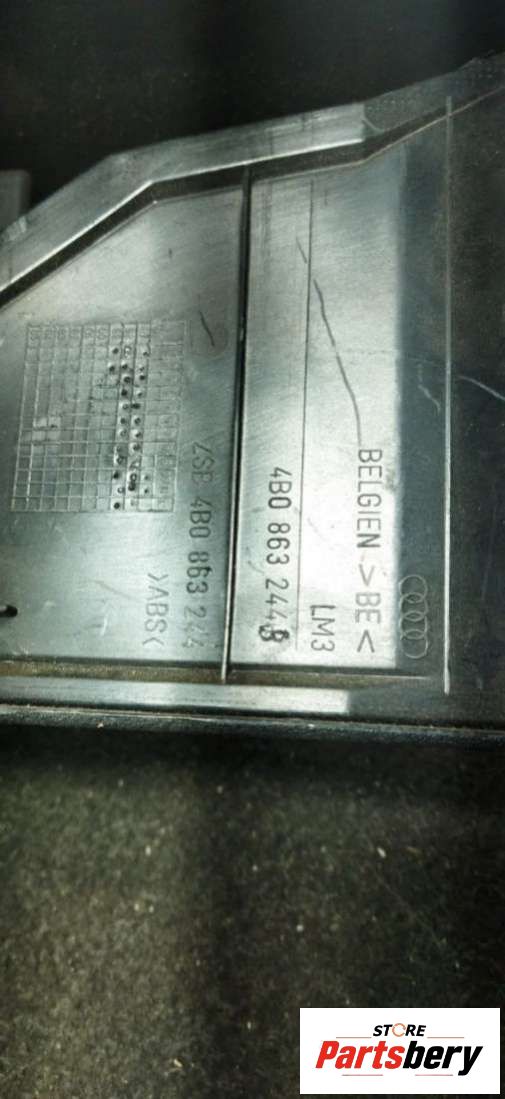 BELGIEN >BE<
LM3
4B0 863 244
ZSB 4B0 863 244
>ABS<
STORE
Partsbery